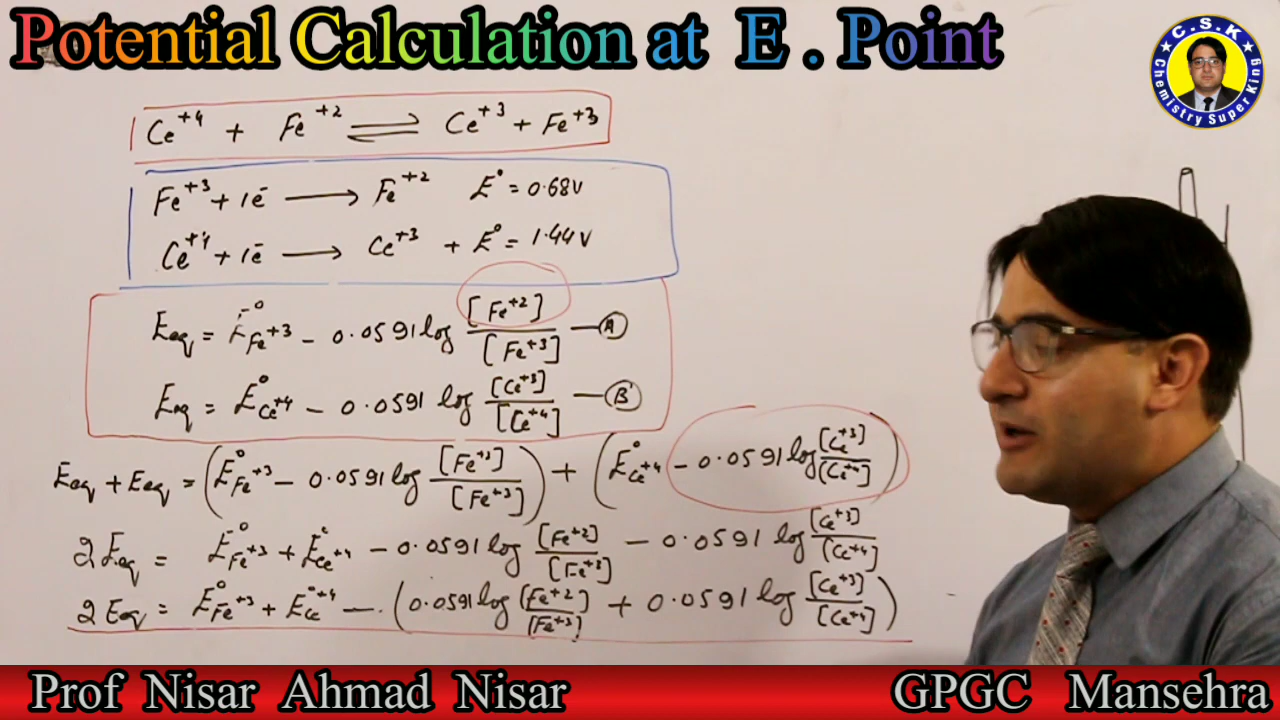 Potential Calculation at E . Point
C.S.K
Chemistry Super King
Ce⁺⁴ + Fe⁺² ⇌ Ce⁺³ + Fe⁺³
Fe⁺³ + 1e⁻ ⟶ Fe⁺² E° = 0.68V
Ce⁺⁴ + 1e⁻ ⟶ Ce⁺³ + E° = 1.44V
Eeq = E°Fe⁺³ - 0.0591 log [Fe⁺²] / [Fe⁺³] — A
Eeq = E°Ce⁺⁴ - 0.0591 log [Ce⁺³] / [Ce⁺⁴] — B
Eeq + Eeq = (E°Fe⁺³ - 0.0591 log [Fe⁺³] / [Fe⁺³]) + (E°Ce⁺⁴ - 0.0591 log [Ce⁺³] / [Ce⁺⁴])
2Eeq = E°Fe⁺³ + E°Ce⁺⁴ - 0.0591 log [Fe⁺²] / [Fe⁺³] - 0.0591 log [Ce⁺³] / [Ce⁺⁴]
2Eeq = E°Fe⁺³ + E°Ce⁺⁴ - (0.0591 log [Fe⁺²] / [Fe⁺³] + 0.0591 log [Ce⁺³] / [Ce⁺⁴])
Prof Nisar Ahmad Nisar GPGC Mansehra